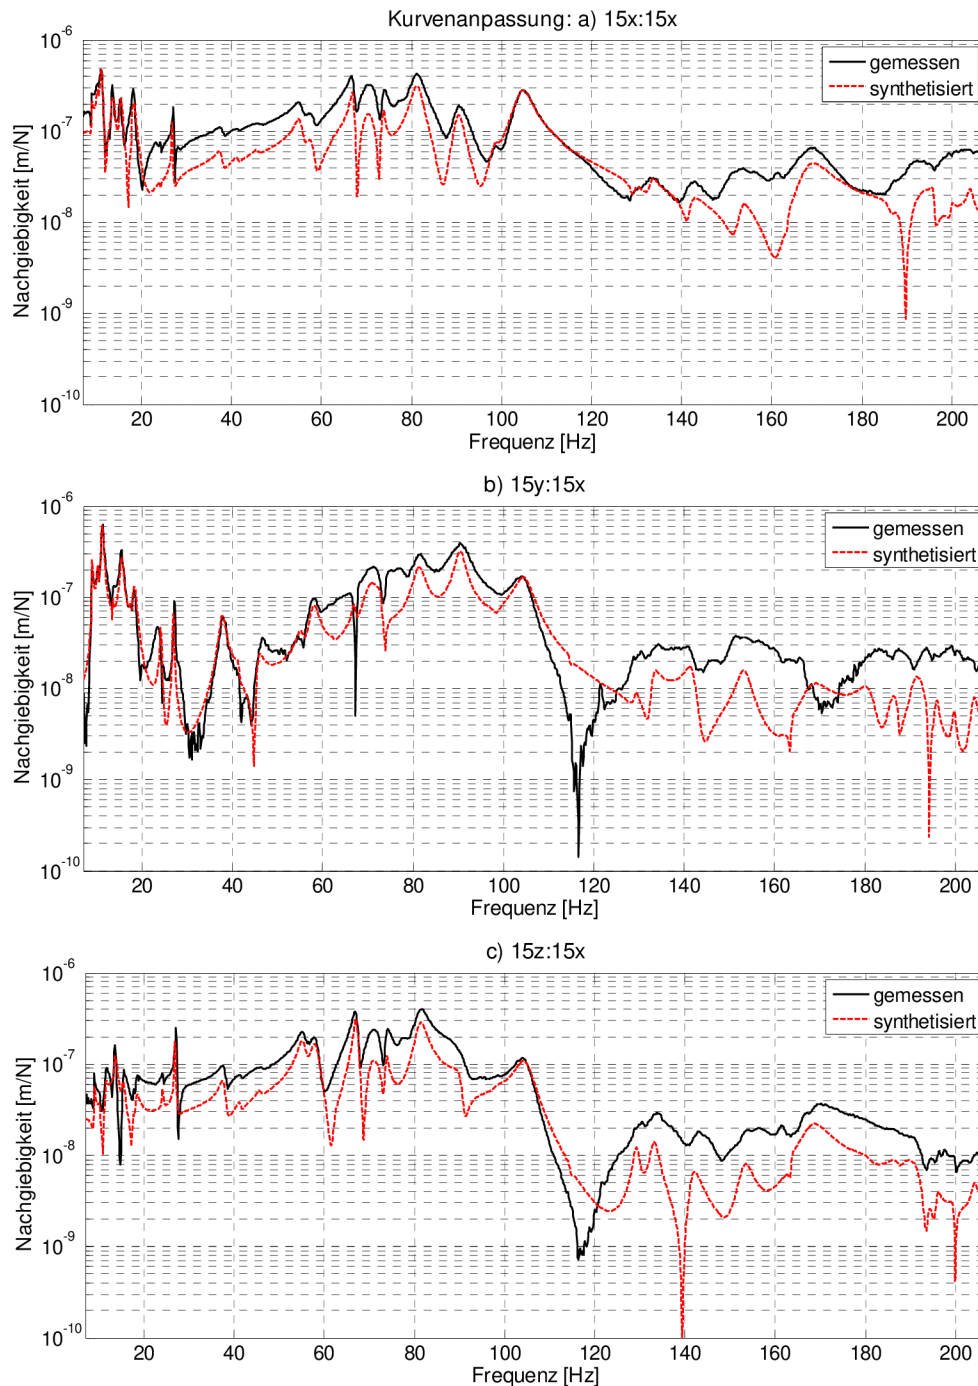 Kurvenanpassung: a) 15x:15x
10^-6
10^-7
10^-8
10^-9
10^-10
Nachgiebigkeit [m/N]
gemessen
synthetisiert
20 40 60 80 100 120 140 160 180 200
Frequenz [Hz]
b) 15y:15x
10^-6
10^-7
10^-8
10^-9
10^-10
Nachgiebigkeit [m/N]
gemessen
synthetisiert
20 40 60 80 100 120 140 160 180 200
Frequenz [Hz]
c) 15z:15x
10^-6
10^-7
10^-8
10^-9
10^-10
Nachgiebigkeit [m/N]
gemessen
synthetisiert
20 40 60 80 100 120 140 160 180 200
Frequenz [Hz]